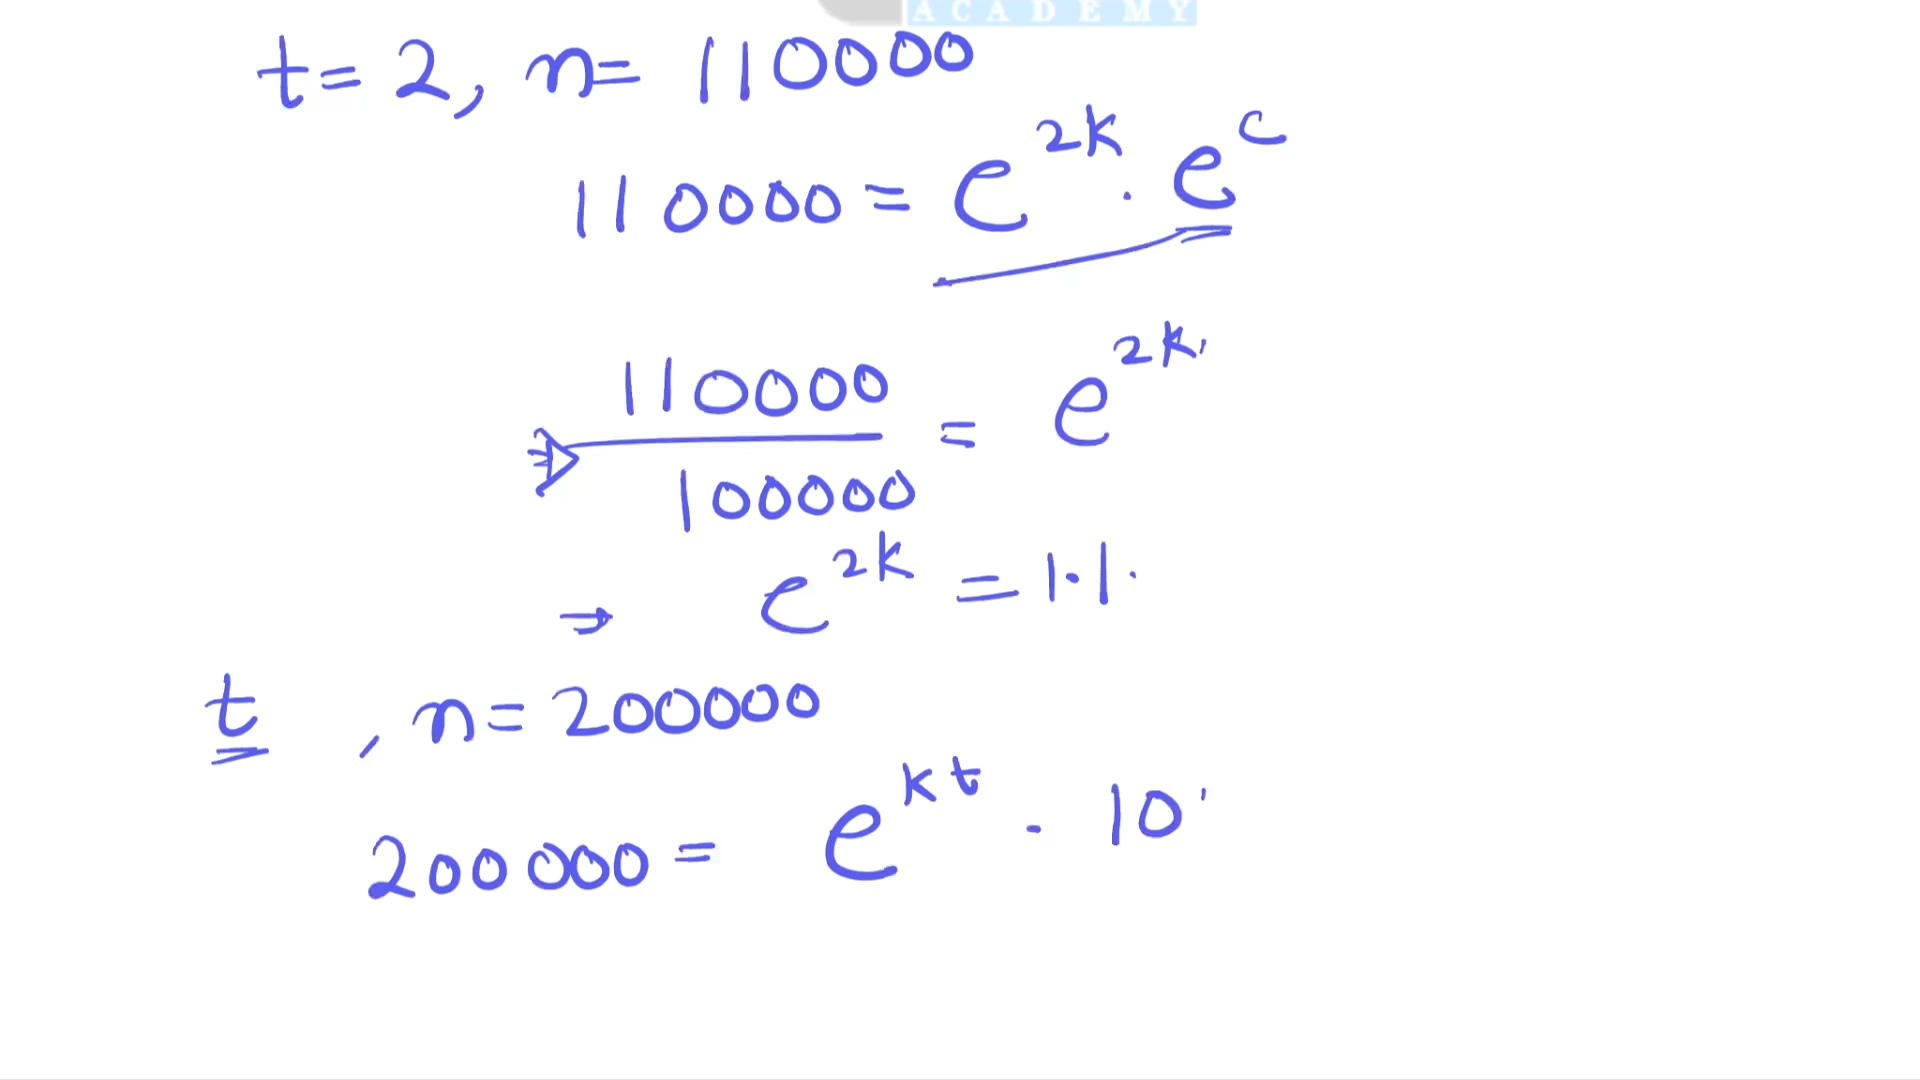 ACADEMY
t = 2, n = 110000
110000 = e^{2k} . e^c
⇒ 110000/100000 = e^{2k}.
→ e^{2k} = 1.1.
t , n = 200000
200000 = e^{kt} . 10